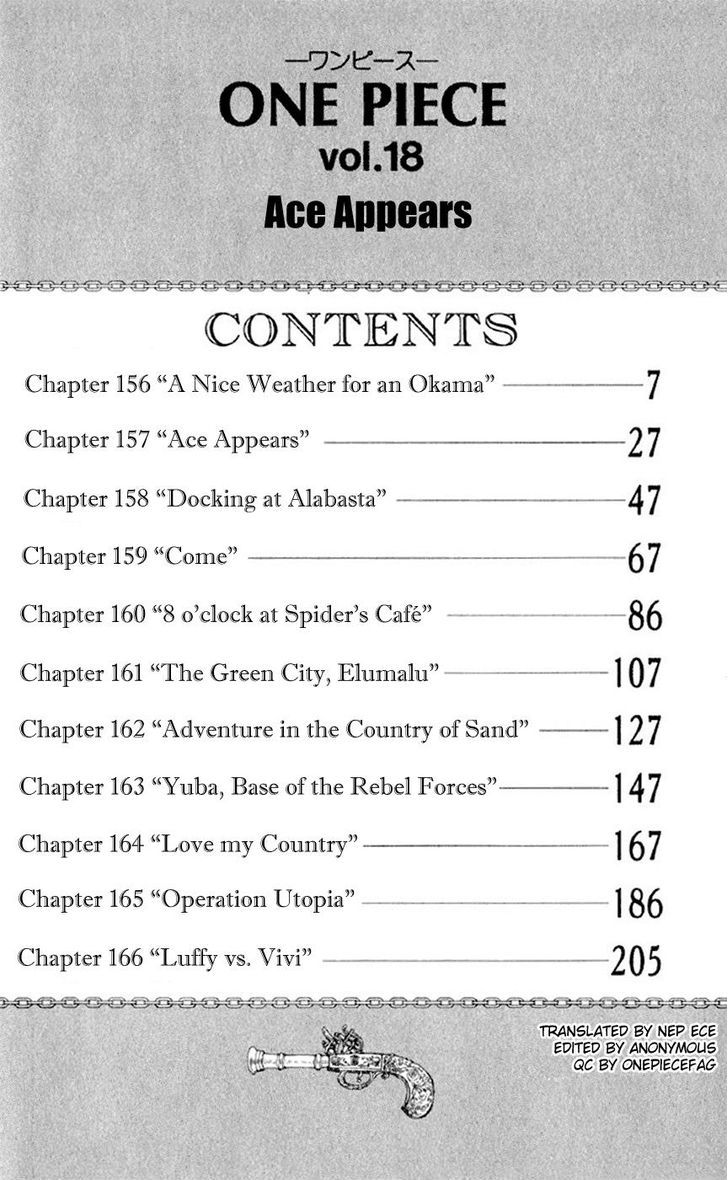 —ワンピース—
ONE PIECE
vol.18
Ace Appears
CONTENTS
Chapter 156 “A Nice Weather for an Okama” 7
Chapter 157 “Ace Appears” 27
Chapter 158 “Docking at Alabasta” 47
Chapter 159 “Come” 67
Chapter 160 “8 o’clock at Spider’s Café” 86
Chapter 161 “The Green City, Elumalu” 107
Chapter 162 “Adventure in the Country of Sand” 127
Chapter 163 “Yuba, Base of the Rebel Forces” 147
Chapter 164 “Love my Country” 167
Chapter 165 “Operation Utopia” 186
Chapter 166 “Luffy vs. Vivi” 205
TRANSLATED BY NEP ECE
EDITED BY ANONYMOUS
QC BY ONEPIECEFAG